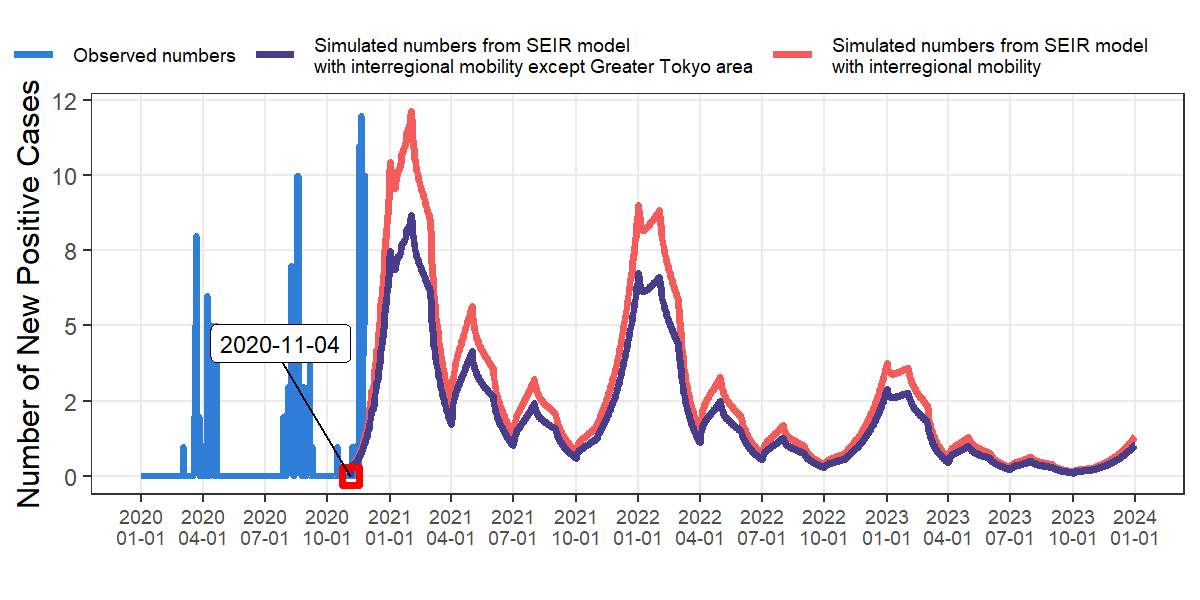 Observed numbers
Simulated numbers from SEIR model
with interregional mobility except Greater Tokyo area
Simulated numbers from SEIR model
with interregional mobility
Number of New Positive Cases
12
10
8
5
2
0
2020-11-04
2020 2020 2020 2020 2021 2021 2021 2021 2022 2022 2022 2022 2023 2023 2023 2023 2024
01-01 04-01 07-01 10-01 01-01 04-01 07-01 10-01 01-01 04-01 07-01 10-01 01-01 04-01 07-01 10-01 01-01